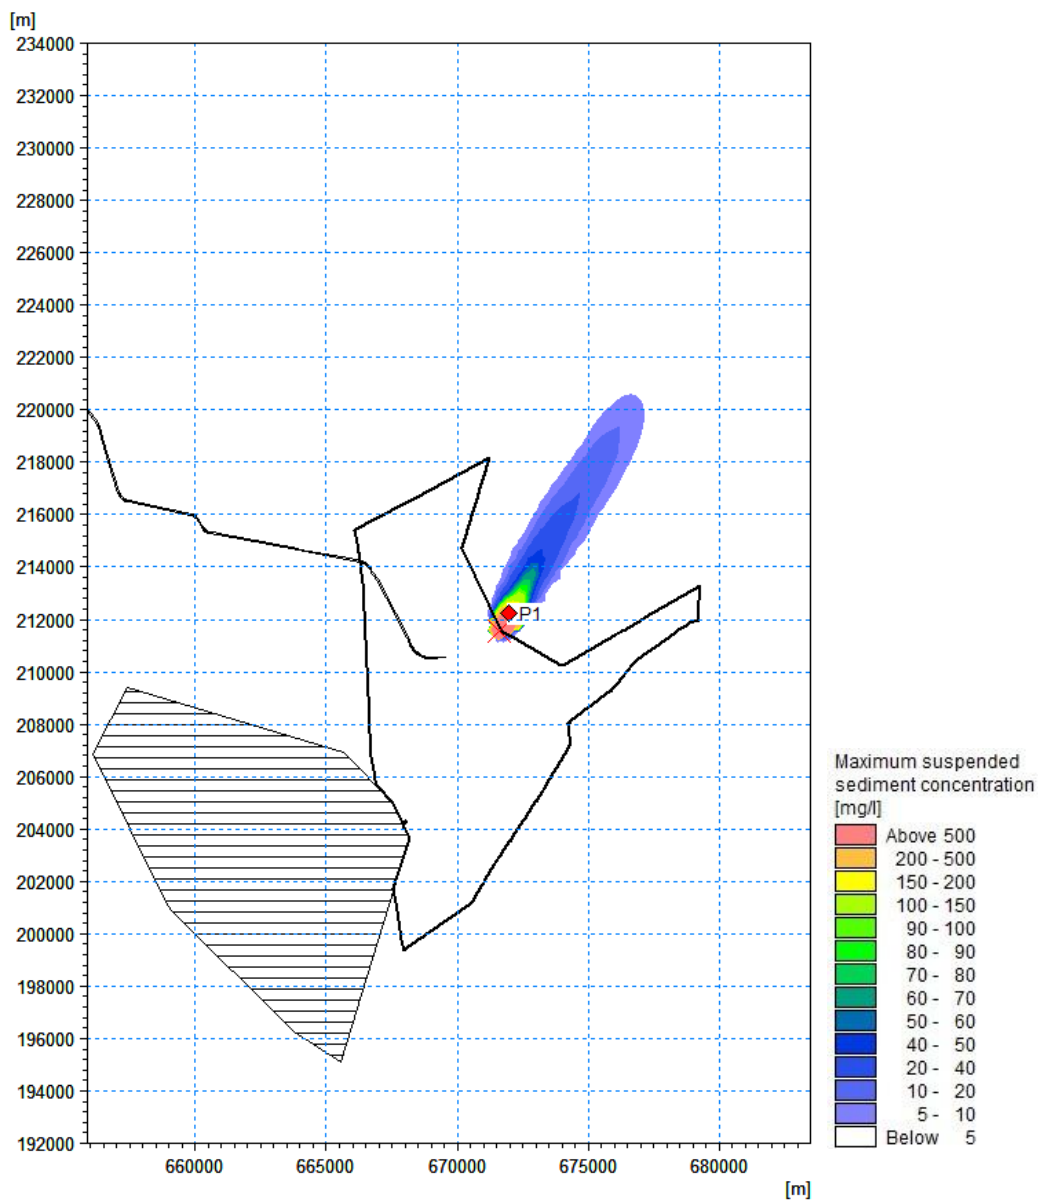 [m]
234000
232000
230000
228000
226000
224000
222000
220000
218000
216000
214000
212000
210000
208000
206000
204000
202000
200000
198000
196000
194000
192000
P1
660000 665000 670000 675000 680000
[m]
Maximum suspended
sediment concentration
[mg/l]
Above 500
200 - 500
150 - 200
100 - 150
90 - 100
80 - 90
70 - 80
60 - 70
50 - 60
40 - 50
20 - 40
10 - 20
5 - 10
Below 5